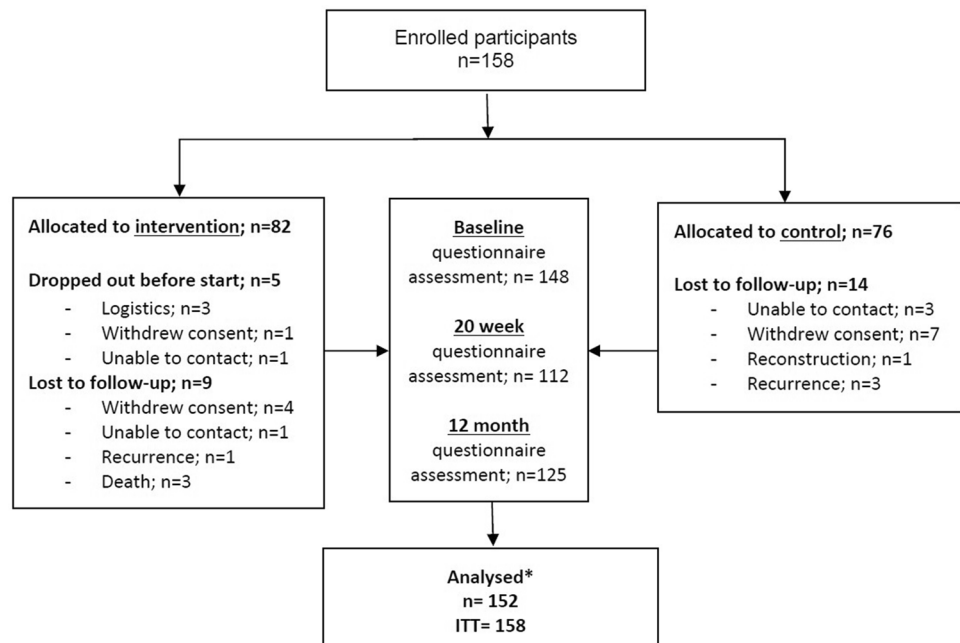 Enrolled participants
n=158
Allocated to intervention; n=82
Dropped out before start; n=5
- Logistics; n=3
- Withdrew consent; n=1
- Unable to contact; n=1
Lost to follow-up; n=9
- Withdrew consent; n=4
- Unable to contact; n=1
- Recurrence; n=1
- Death; n=3
Baseline
questionnaire
assessment; n= 148
20 week
questionnaire
assessment; n= 112
12 month
questionnaire
assessment; n=125
Allocated to control; n=76
Lost to follow-up; n=14
- Unable to contact; n=3
- Withdrew consent; n=7
- Reconstruction; n=1
- Recurrence; n=3
Analysed*
n= 152
ITT= 158